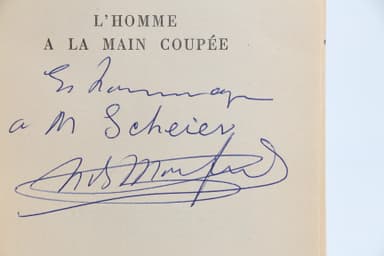 L'HOMME
A LA MAIN COUPÉE
En hommage
a M Scheier